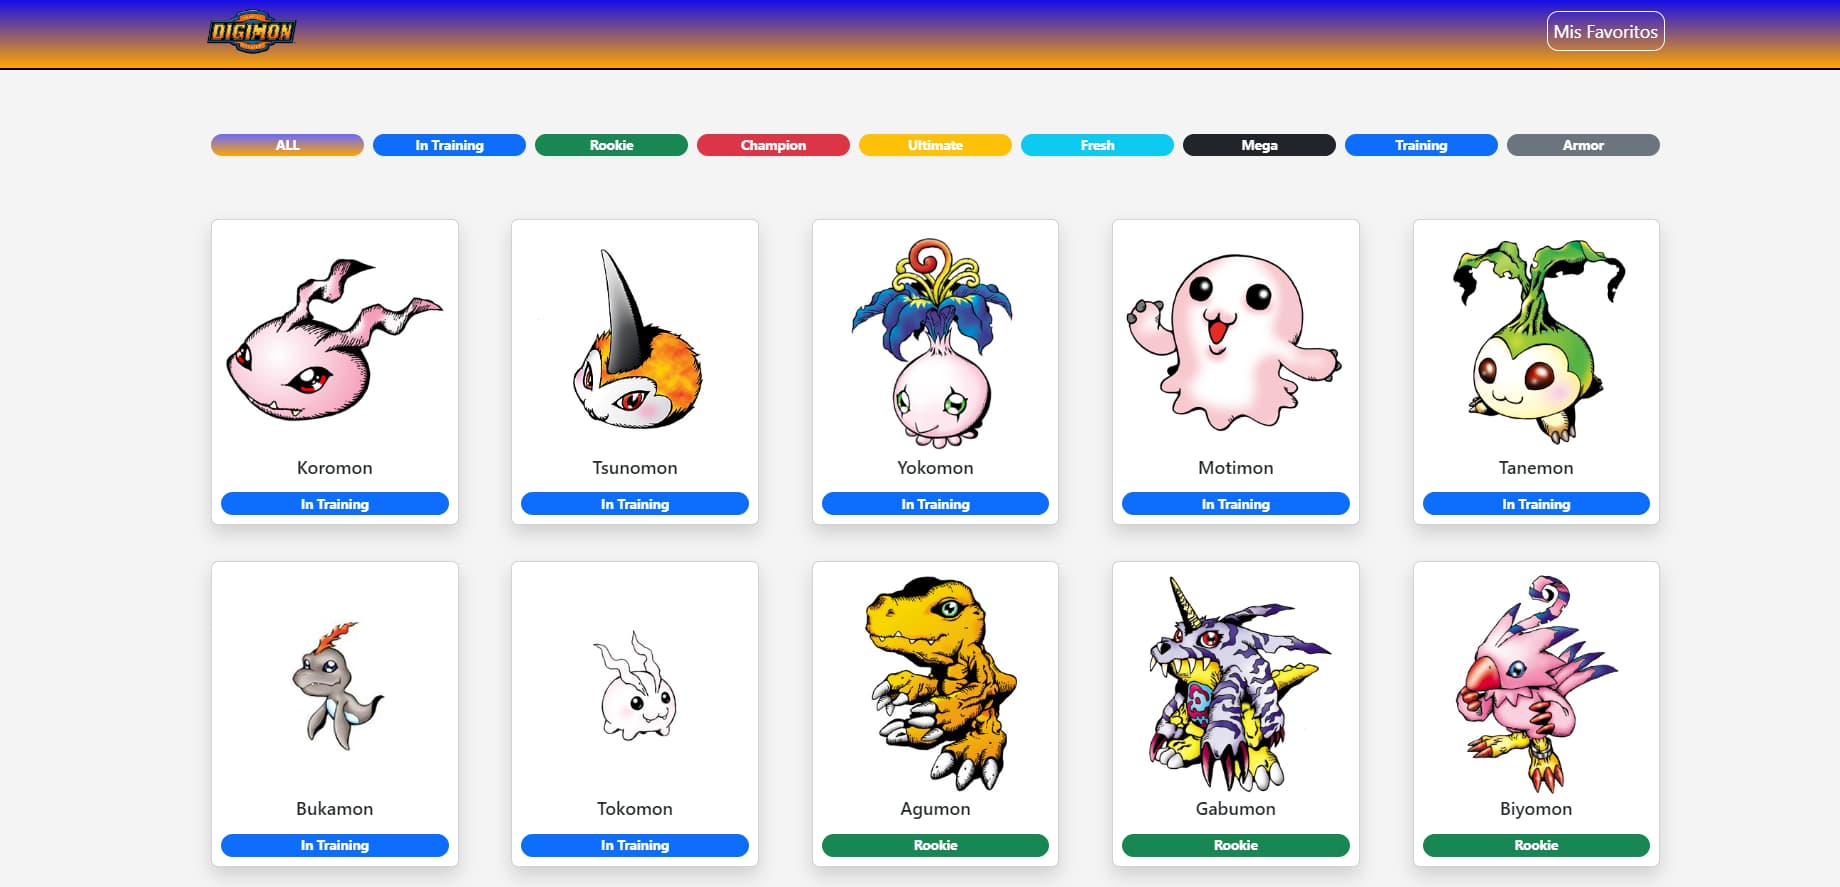 DIGIMON
Mis Favoritos
ALL
In Training
Rookie
Champion
Ultimate
Fresh
Mega
Training
Armor
Koromon
Tsunomon
Yokomon
Motimon
Tanemon
In Training
In Training
In Training
In Training
In Training
Bukamon
Tokomon
Agumon
Gabumon
Biyomon
In Training
In Training
Rookie
Rookie
Rookie